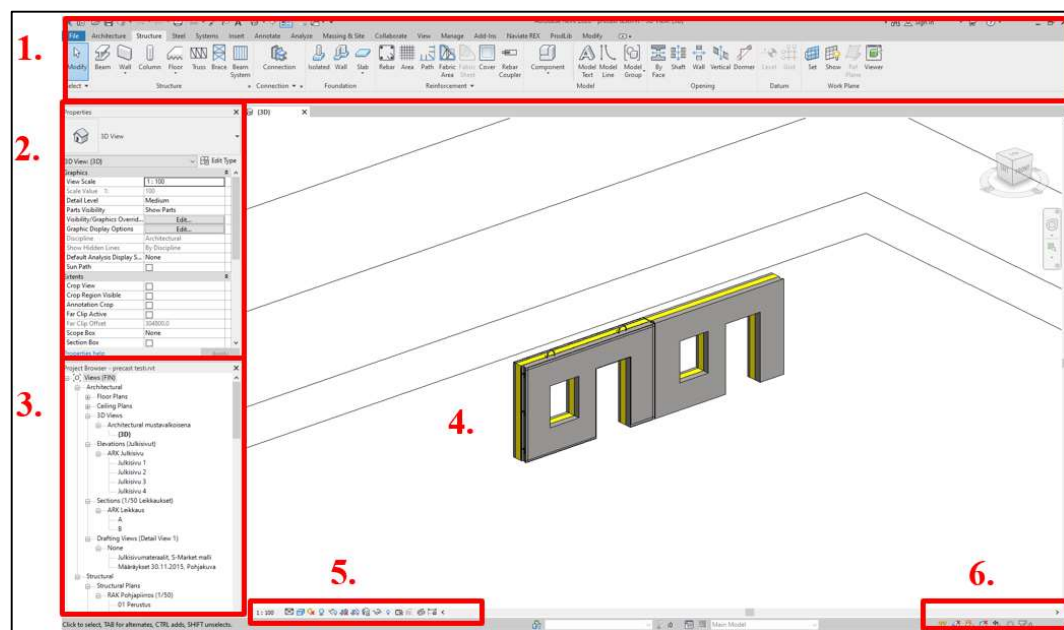 1.
Sign In
File Architecture Structure Steel Systems Insert Annotate Analyze Massing & Site Collaborate View Manage Add-Ins Naviate REX ProdLib Modify
Modify Beam Wall Column Floor Truss Brace Beam System Connection Isolated Wall Slab Rebar Area Path Fabric Area Fabric Sheet Cover Rebar Coupler Component Model Text Model Line Model Group By Face Shaft Wall Vertical Dormer Level Grid Set Show Ref Plane Viewer
Select Structure Connection Foundation Reinforcement Model Opening Datum Work Plane
2.
Properties
(3D)
3D View
3D View: (3D) Edit Type
Graphics
View Scale 1 : 100
Scale Value 1: 100
Detail Level Medium
Parts Visibility Show Parts
Visibility/Graphics Overrid... Edit...
Graphic Display Options Edit...
Discipline Architectural
Show Hidden Lines By Discipline
Default Analysis Display S... None
Sun Path
Extents
Crop View
Crop Region Visible
Annotation Crop
Far Clip Active
Far Clip Offset 304800.0
Scope Box None
Section Box
Properties help Apply
3.
Project Browser - precast testi.rvt
Views (FIN)
Architectural
Floor Plans
Ceiling Plans
3D Views
Architectural mustavalkoisena
{3D}
Elevations (Julkisivut)
ARK Julkisivu
Julkisivu 1
Julkisivu 2
Julkisivu 3
Julkisivu 4
Sections (1/50 Leikkaukset)
ARK Leikkaus
A
B
Drafting Views (Detail View 1)
None
Julkisivumateriaalit, S-Market malli
Määräykset 30.11.2015, Pohjakuva
Structural
Structural Plans
RAK Pohjapiirros (1/50)
01 Perustus
4.
5.
6.
1 : 100
Click to select, TAB for alternates, CTRL adds, SHIFT unselects.
Main Model